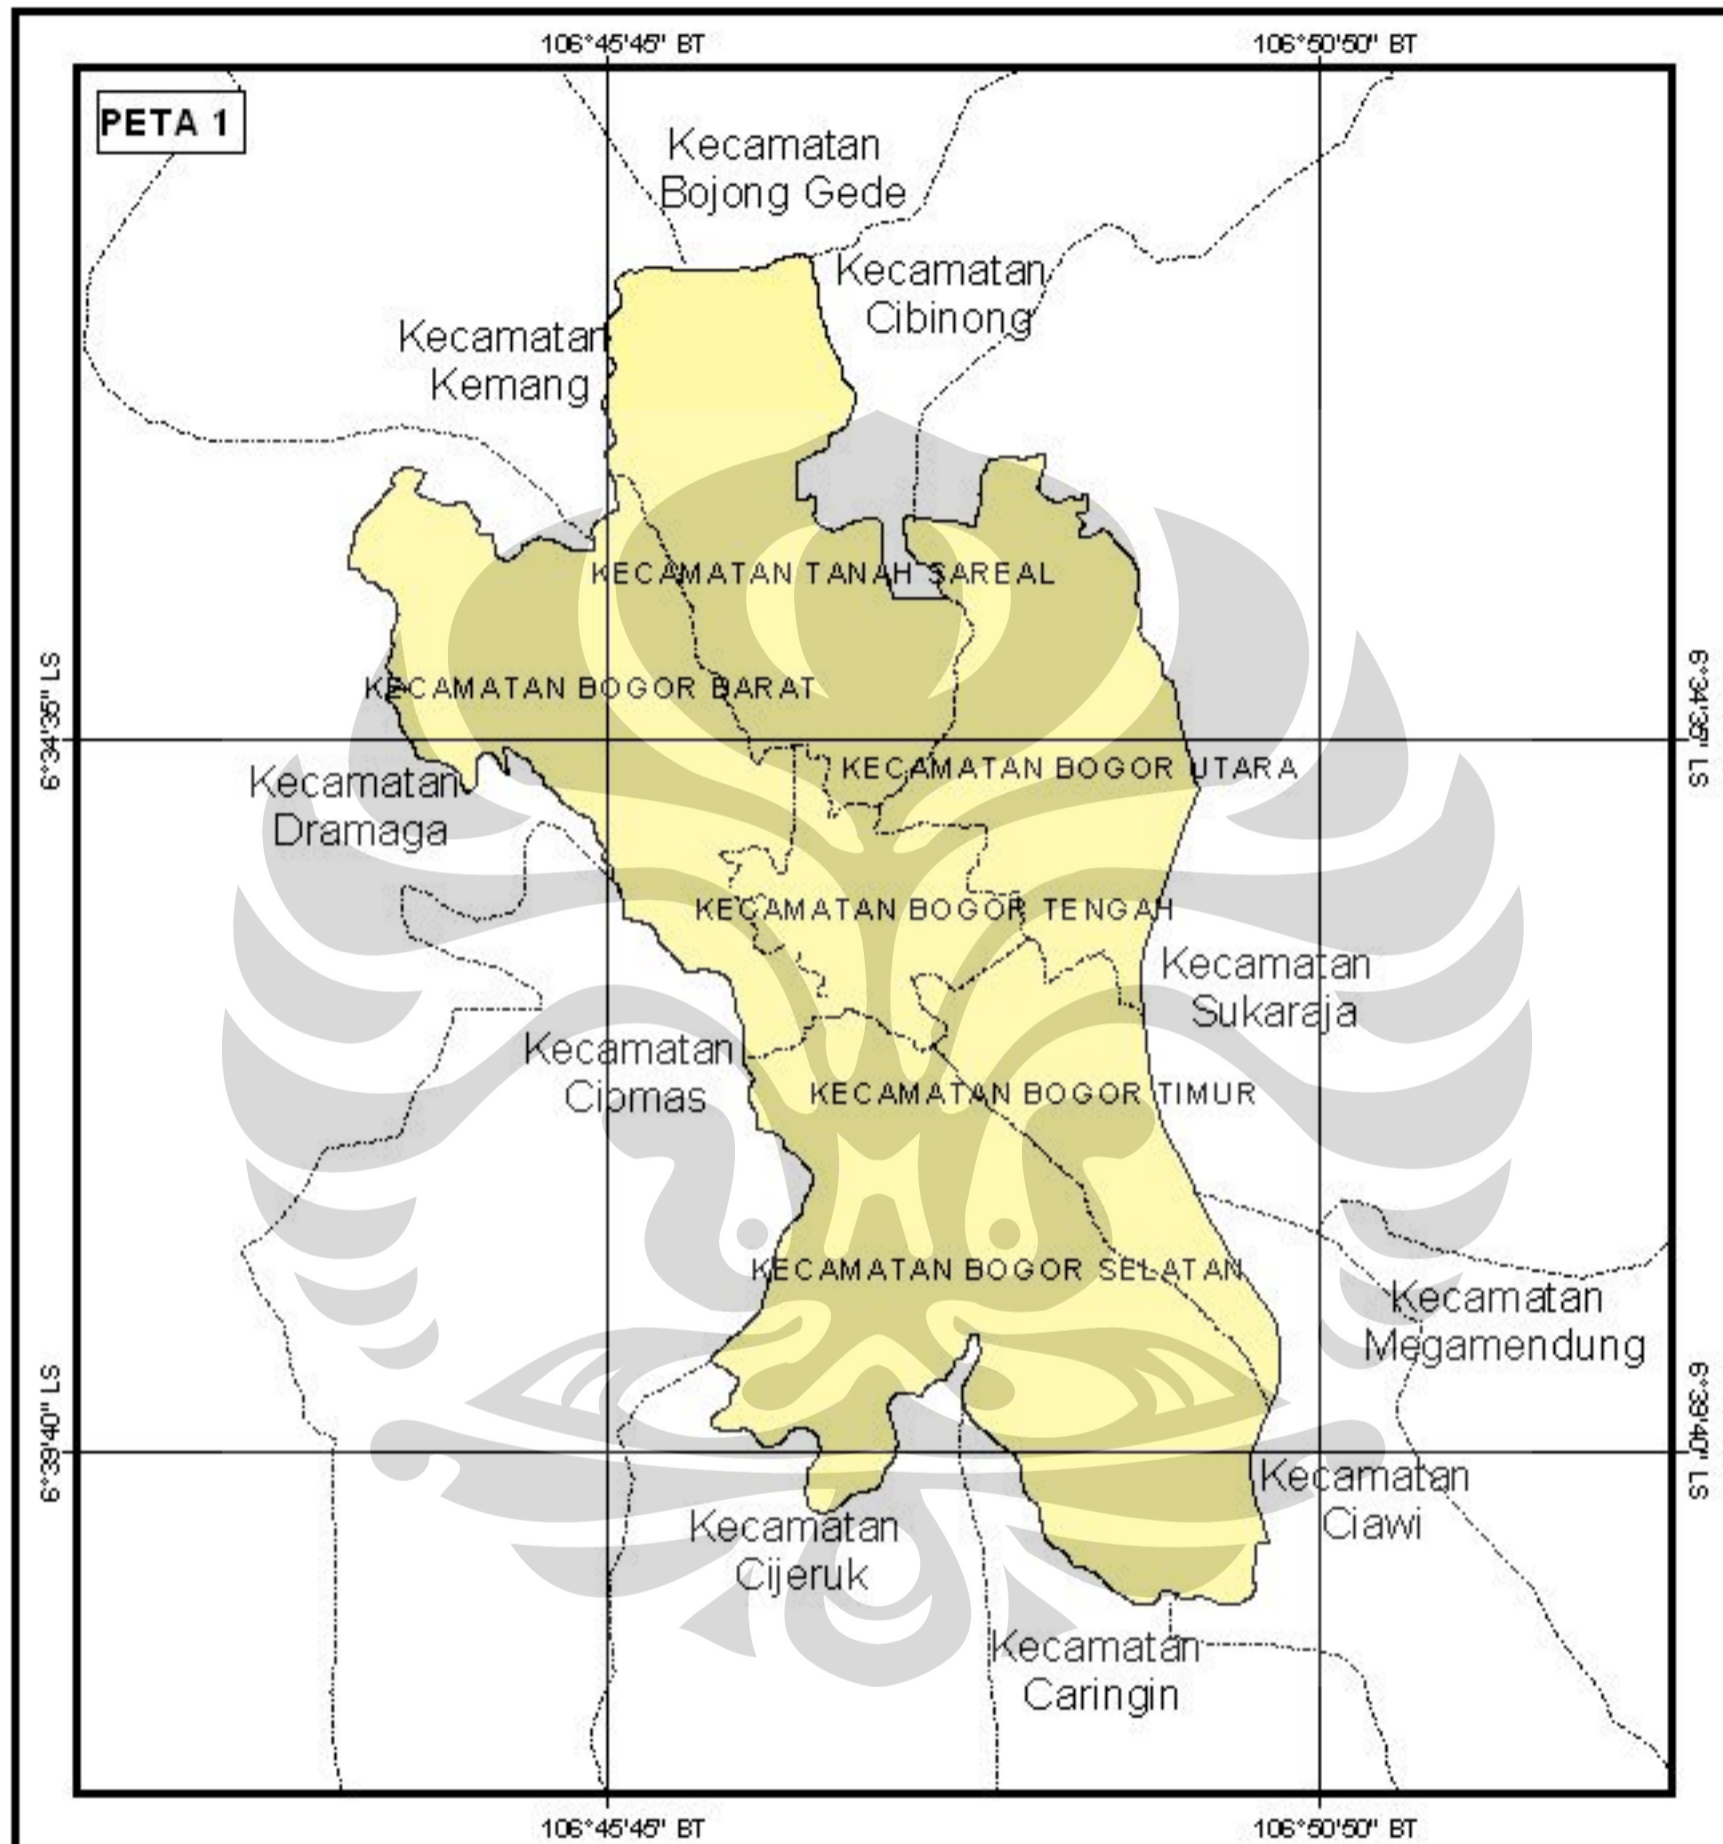 106°45'45" BT
106°50'50" BT
PETA 1
Kecamatan
Bojong Gede
Kecamatan
Cibinong
Kecamatan
Kemang
KECAMATAN TANAH SAREAL
KECAMATAN BOGOR BARAT
6°34'35" LS
6°34'35" LS
KECAMATAN BOGOR UTARA
Kecamatan
Dramaga
KECAMATAN BOGOR TENGAH
Kecamatan
Sukaraja
Kecamatan
Ciomas
KECAMATAN BOGOR TIMUR
KECAMATAN BOGOR SELATAN
Kecamatan
Megamendung
6°39'40" LS
6°39'40" LS
Kecamatan
Ciawi
Kecamatan
Cijeruk
Kecamatan
Caringin
106°45'45" BT
106°50'50" BT